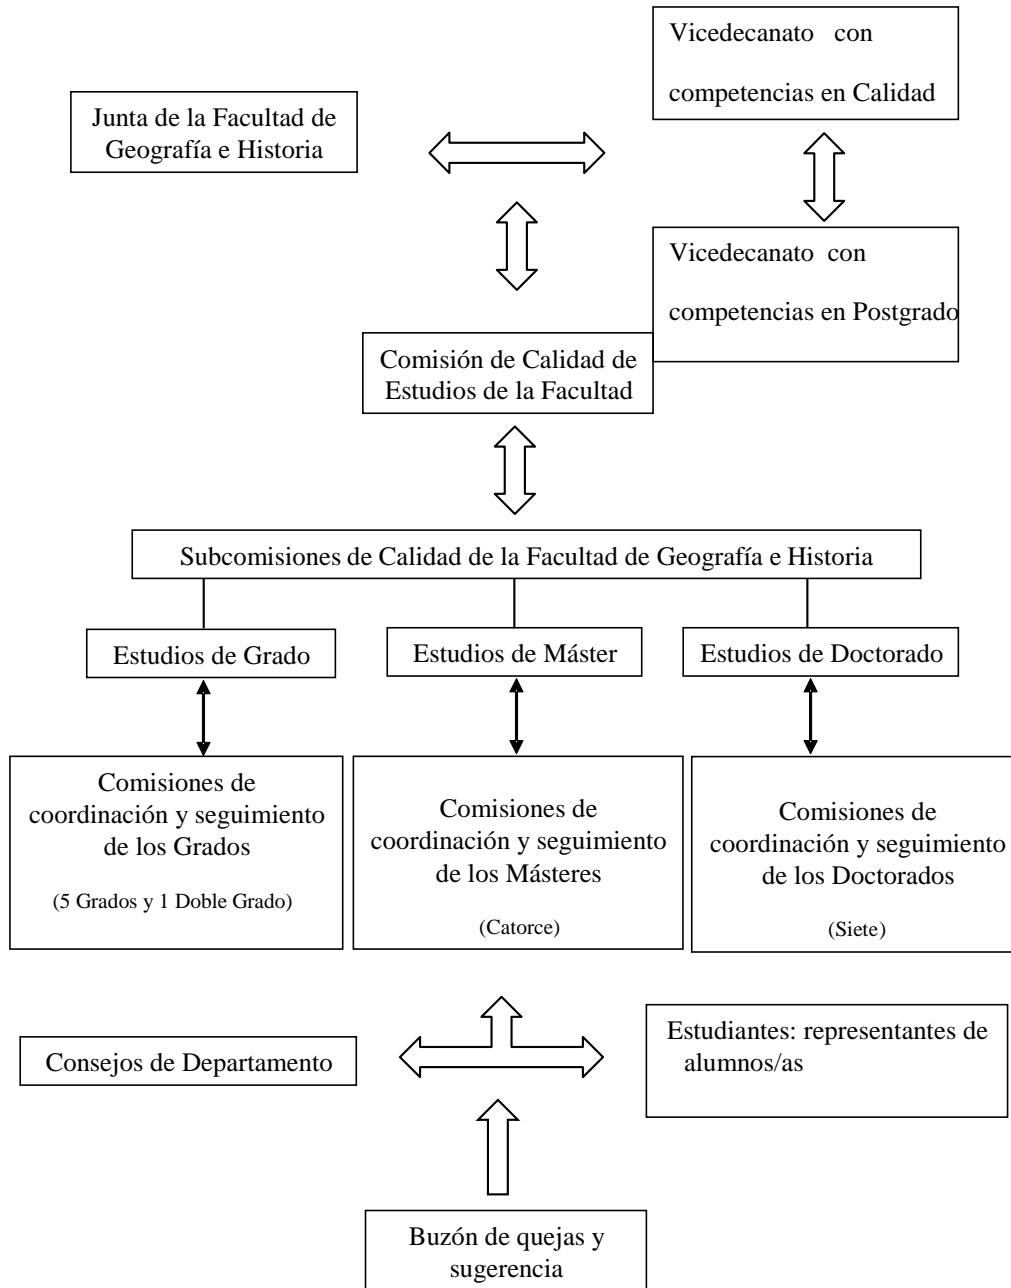 Vicedecanato con
competencias en Calidad
Junta de la Facultad de
Geografía e Historia
Vicedecanato con
competencias en Postgrado
Comisión de Calidad de
Estudios de la Facultad
Subcomisiones de Calidad de la Facultad de Geografía e Historia
Estudios de Grado
Estudios de Máster
Estudios de Doctorado
Comisiones de
coordinación y seguimiento
de los Grados
(5 Grados y 1 Doble Grado)
Comisiones de
coordinación y seguimiento
de los Másteres
(Catorce)
Comisiones de
coordinación y seguimiento
de los Doctorados
(Siete)
Consejos de Departamento
Estudiantes: representantes de
alumnos/as
Buzón de quejas y
sugerencia